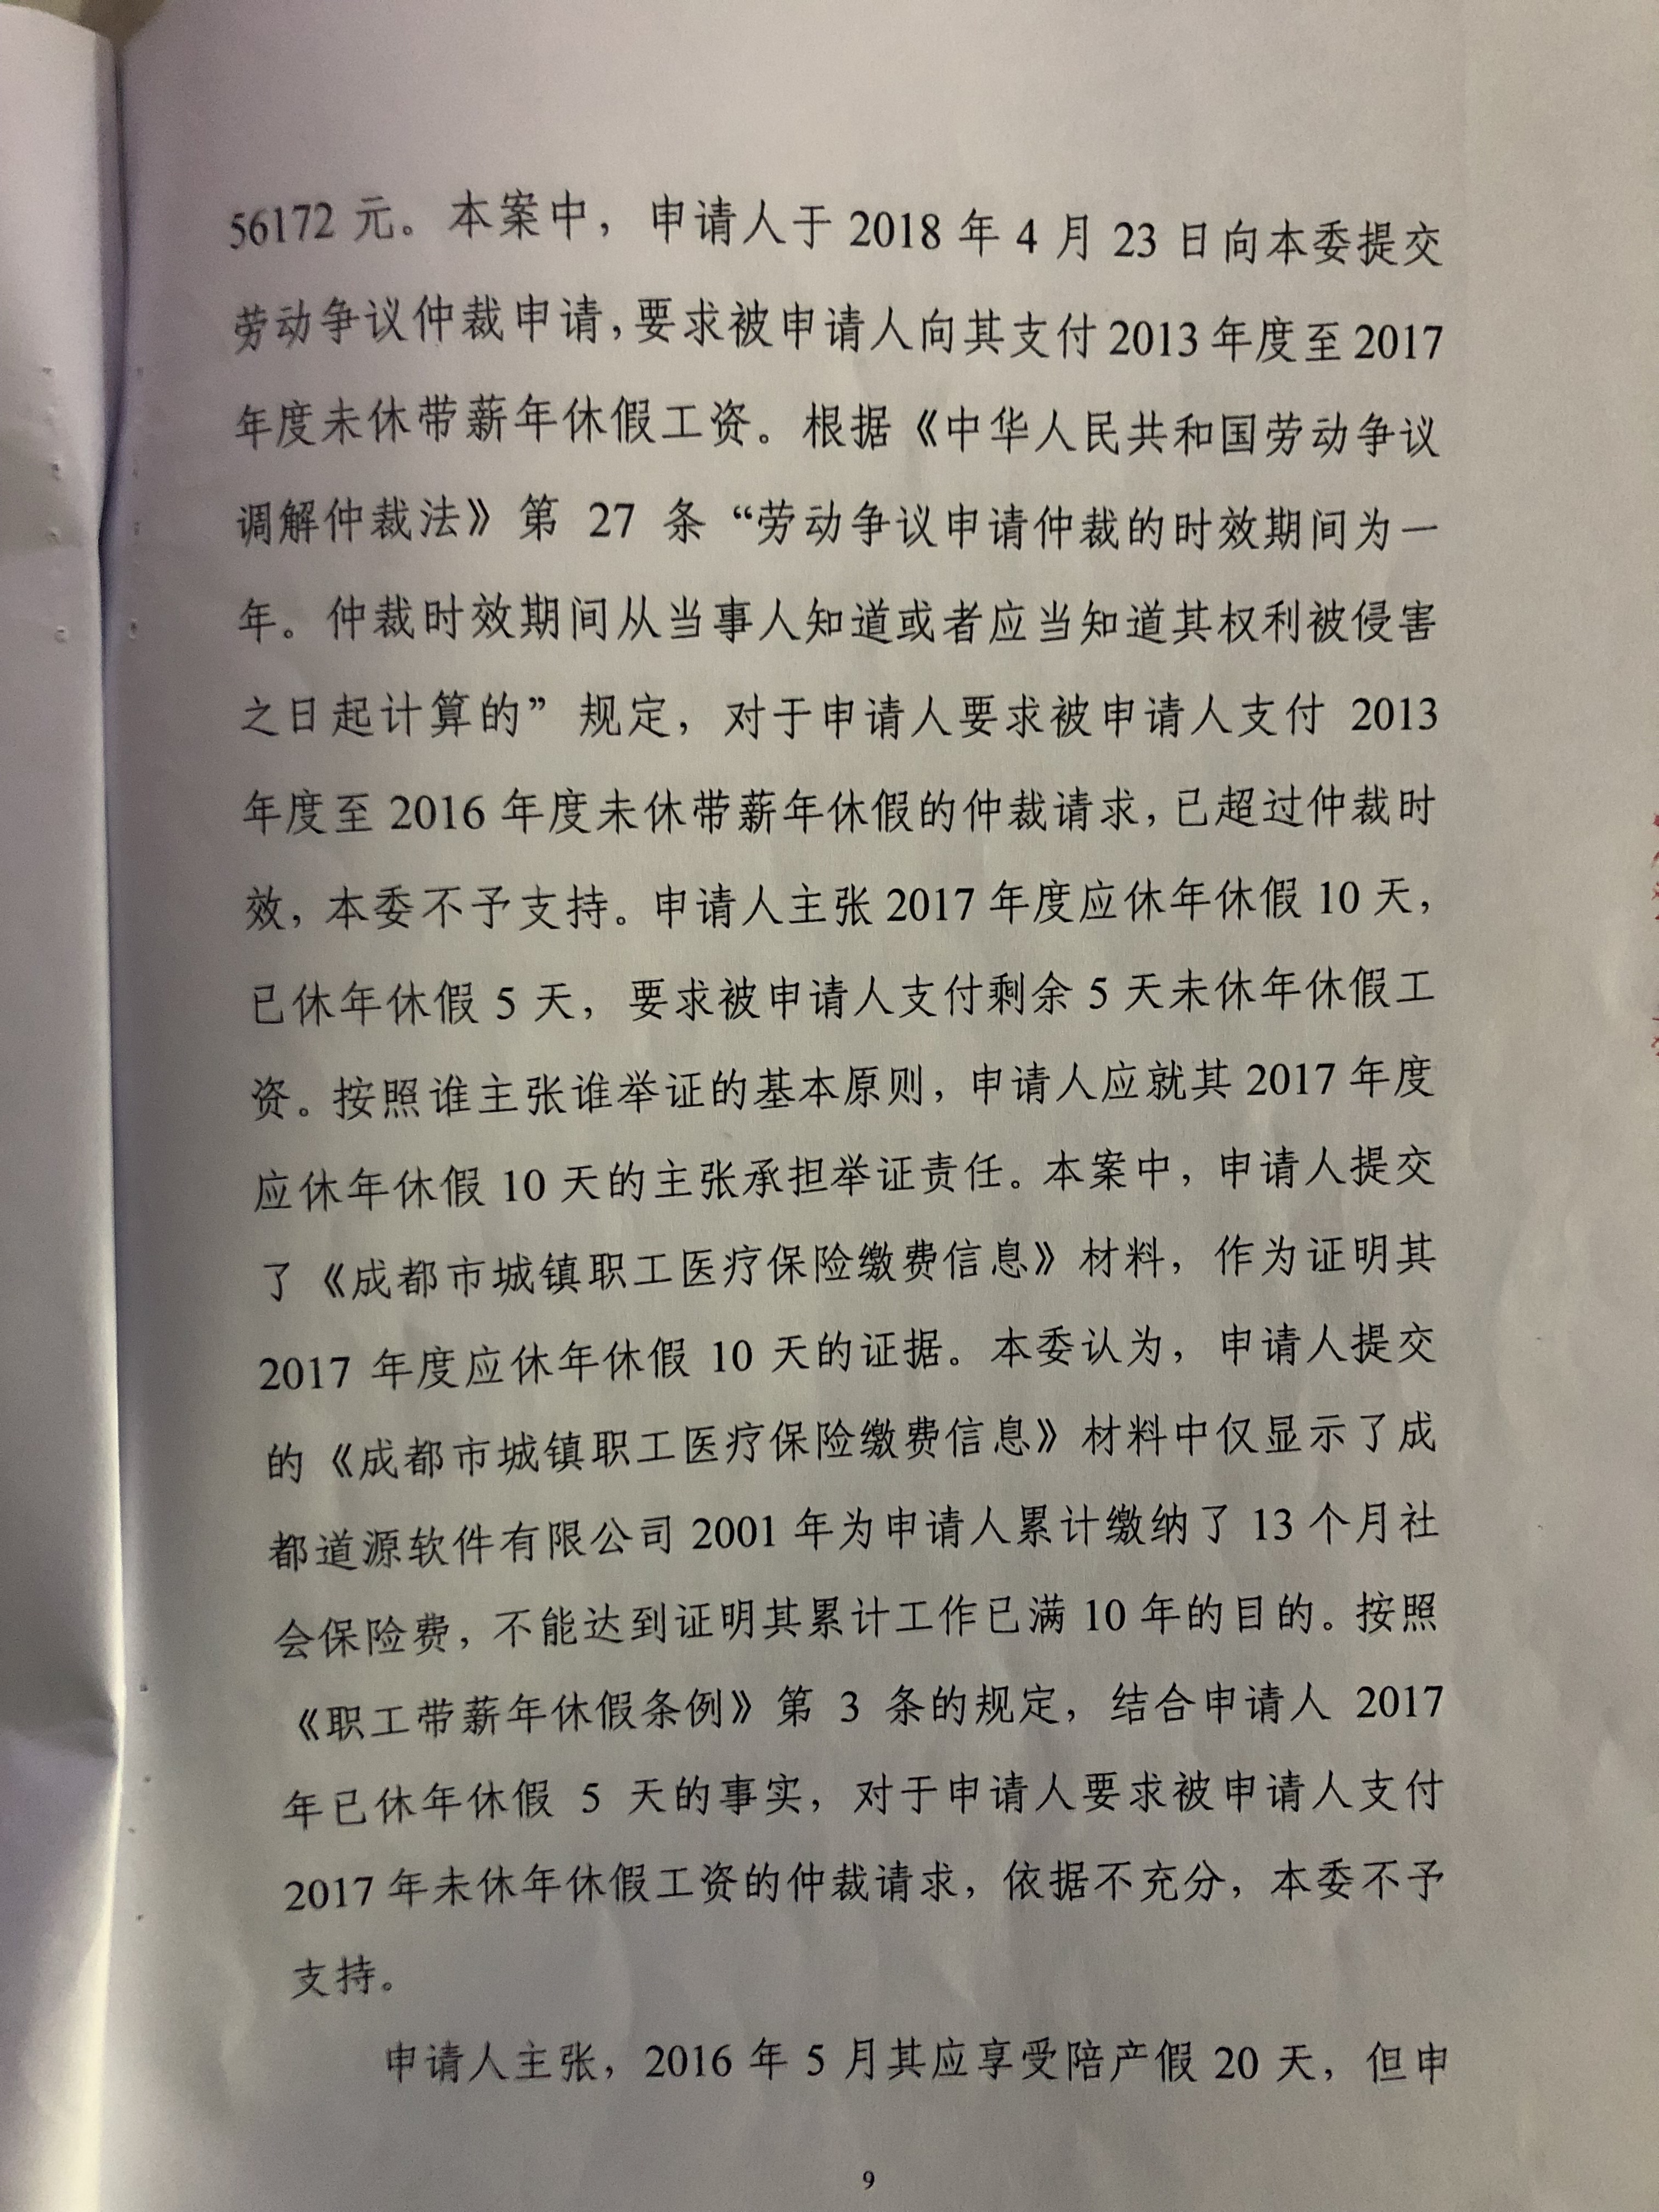 56172 元。本案中，申请人于 2018 年 4 月 23 日向本委提交
劳动争议仲裁申请，要求被申请人向其支付 2013 年度至 2017
年度未休带薪年休假工资。根据《中华人民共和国劳动争议
调解仲裁法》第 27 条“劳动争议申请仲裁的时效期间为一
年。仲裁时效期间从当事人知道或者应当知道其权利被侵害
之日起计算的”规定，对于申请人要求被申请人支付 2013
年度至 2016 年度未休带薪年休假的仲裁请求，已超过仲裁时
效，本委不予支持。申请人主张 2017 年度应休年休假 10 天，
已休年休假 5 天，要求被申请人支付剩余 5 天未休年休假工
资。按照谁主张谁举证的基本原则，申请人应就其 2017 年度
应休年休假 10 天的主张承担举证责任。本案中，申请人提交
了《成都市城镇职工医疗保险缴费信息》材料，作为证明其
2017 年度应休年休假 10 天的证据。本委认为，申请人提交
的《成都市城镇职工医疗保险缴费信息》材料中仅显示了成
都道源软件有限公司 2001 年为申请人累计缴纳了 13 个月社
会保险费，不能达到证明其累计工作已满 10 年的目的。按照
《职工带薪年休假条例》第 3 条的规定，结合申请人 2017
年已休年休假 5 天的事实，对于申请人要求被申请人支付
2017 年未休年休假工资的仲裁请求，依据不充分，本委不予
支持。
申请人主张，2016 年 5 月其应享受陪产假 20 天，但申
9